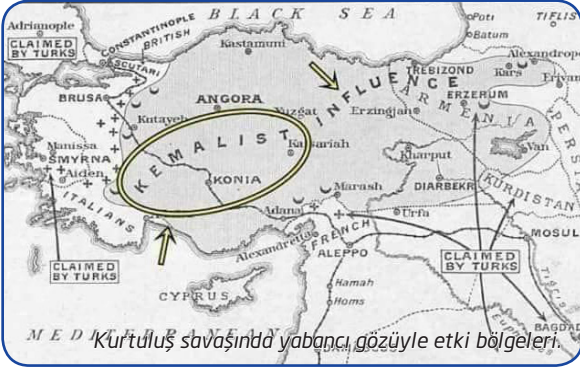 BLACK SEA
Adrianople
CLAIMED
BY TURKS
CONSTANTINOPLE
BRITISH
SCUTARI
Kastamuni
Poti
TIFLIS
Batum
Alexandrop
TREBIZOND
Kars
Erivan
BRUSA
ANGORA
Kutayeh
Yuzgat
Erzingjan
ERZERUM
KEMALIST INFLUENCE
ARMENIA
PERS
Manissa
SMYRNA
Aiden
Kaisariah
Kharput
Van
KONIA
Marash
DIARBEKR
KURDISTAN
ITALIANS
Adana
Urfa
Alexandretta
FRENCH
ALEPPO
MOSUL
CLAIMED
BY TURKS
CLAIMED
BY TURKS
CYPRUS
Hamah
Homs
Tigris
Euphrates
BAGDAD
MEDITERRANEAN
Kurtuluş savaşında yabancı gözüyle etki bölgeleri.